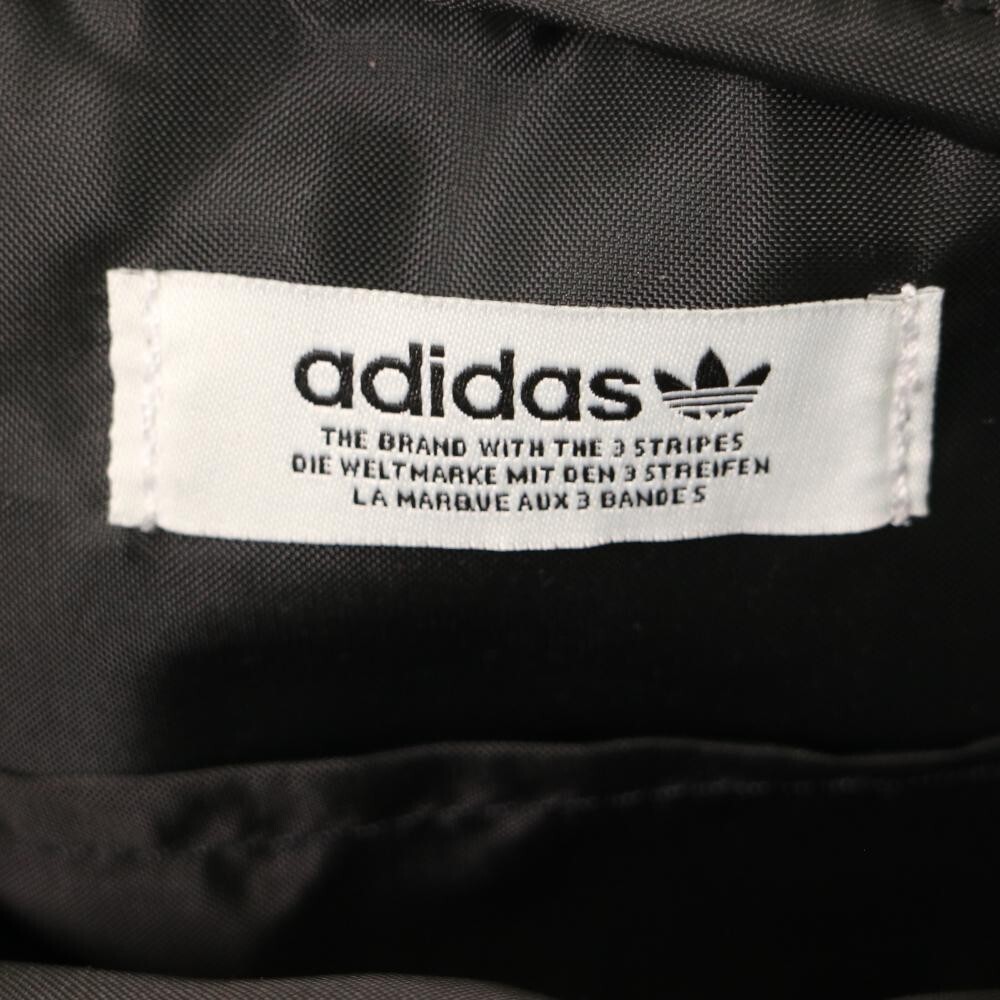 adidas
THE BRAND WITH THE 3 STRIPES
DIE WELTMARKE MIT DEN 3 STREIFEN
LA MARQUE AUX 3 BANDES